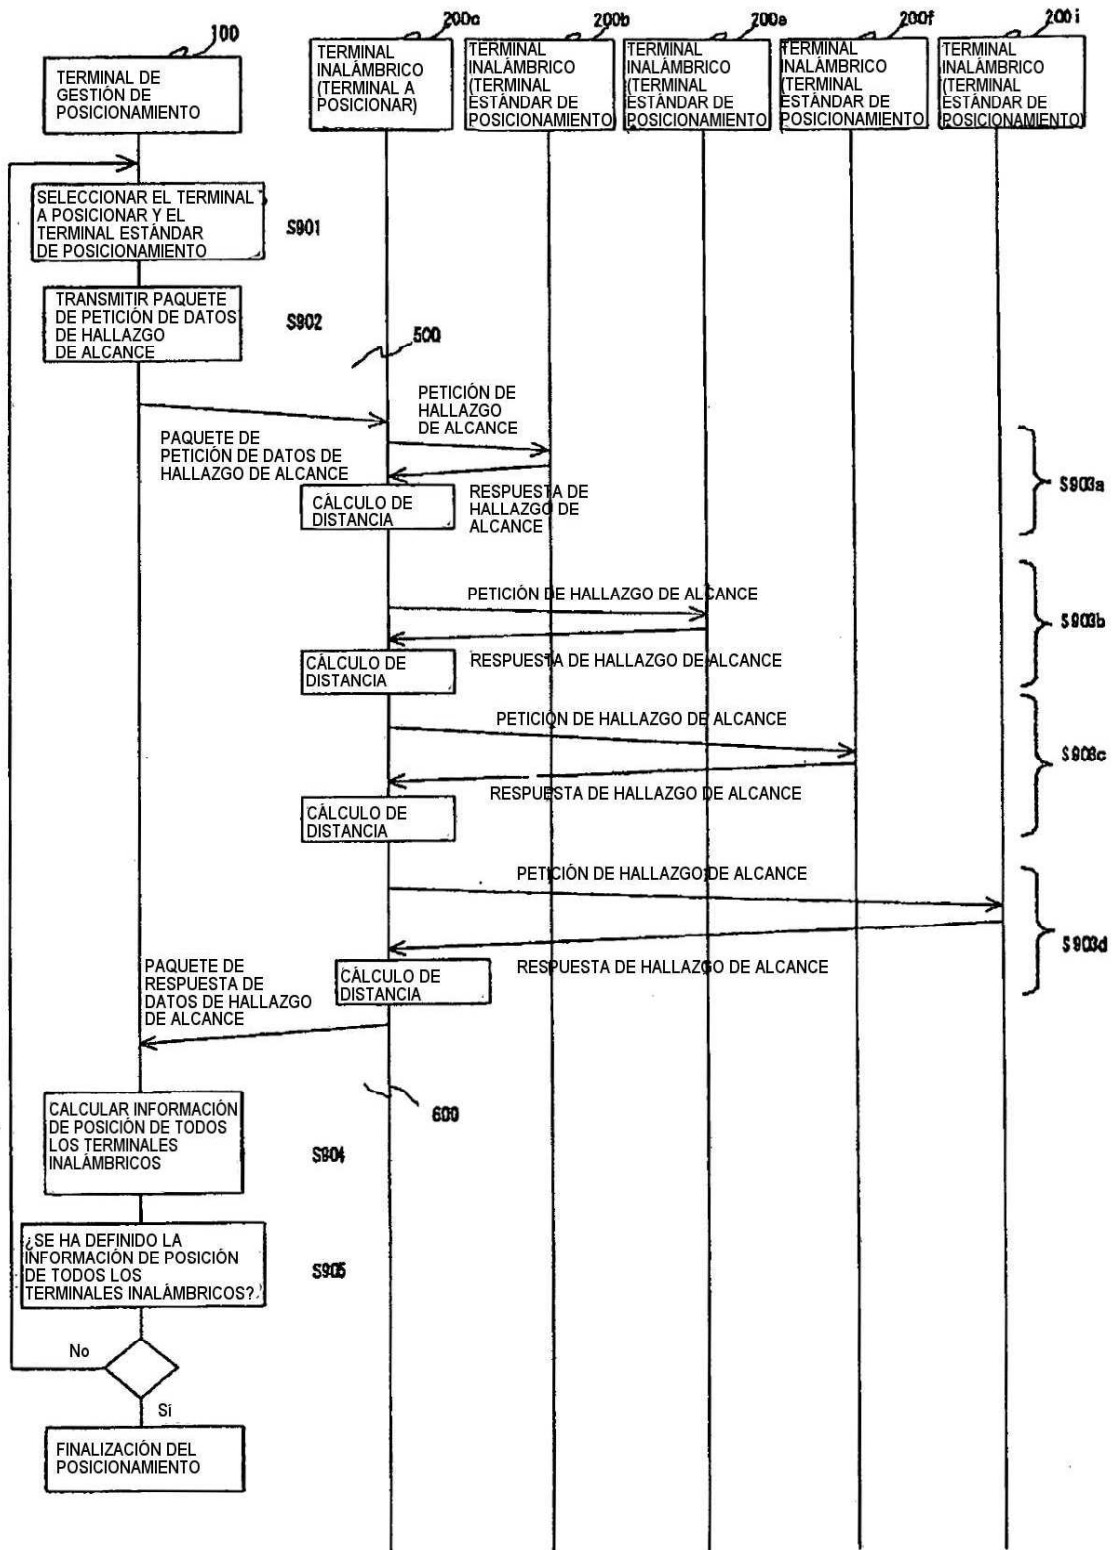 100
200c
200b
200e
200f
200i
TERMINAL DE
GESTIÓN DE
POSICIONAMIENTO
TERMINAL
INALÁMBRICO
(TERMINAL A
POSICIONAR)
TERMINAL
INALÁMBRICO
(TERMINAL
ESTÁNDAR DE
POSICIONAMIENTO
TERMINAL
INALÁMBRICO
(TERMINAL
ESTÁNDAR DE
POSICIONAMIENTO
TERMINAL
INALÁMBRICO
(TERMINAL
ESTÁNDAR DE
POSICIONAMIENTO
TERMINAL
INALÁMBRICO
(TERMINAL
ESTÁNDAR DE
POSICIONAMIENTO)
SELECCIONAR EL TERMINAL
A POSICIONAR Y EL
TERMINAL ESTÁNDAR
DE POSICIONAMIENTO
S901
TRANSMITIR PAQUETE
DE PETICIÓN DE DATOS
DE HALLAZGO
DE ALCANCE
S902
500
PETICIÓN DE
HALLAZGO
DE ALCANCE
PAQUETE DE
PETICIÓN DE DATOS DE
HALLAZGO DE ALCANCE
RESPUESTA DE
HALLAZGO DE
ALCANCE
CÁLCULO DE
DISTANCIA
S903a
PETICIÓN DE HALLAZGO DE ALCANCE
S903b
RESPUESTA DE HALLAZGO DE ALCANCE
CÁLCULO DE
DISTANCIA
PETICIÓN DE HALLAZGO DE ALCANCE
S903c
RESPUESTA DE HALLAZGO DE ALCANCE
CÁLCULO DE
DISTANCIA
PETICIÓN DE HALLAZGO DE ALCANCE
S903d
RESPUESTA DE HALLAZGO DE ALCANCE
CÁLCULO DE
DISTANCIA
PAQUETE DE
RESPUESTA DE
DATOS DE HALLAZGO
DE ALCANCE
600
CALCULAR INFORMACIÓN
DE POSICIÓN DE TODOS
LOS TERMINALES
INALÁMBRICOS
S904
¿SE HA DEFINIDO LA
INFORMACIÓN DE POSICIÓN
DE TODOS LOS
TERMINALES INALÁMBRICOS?
S905
No
Sí
FINALIZACIÓN DEL
POSICIONAMIENTO